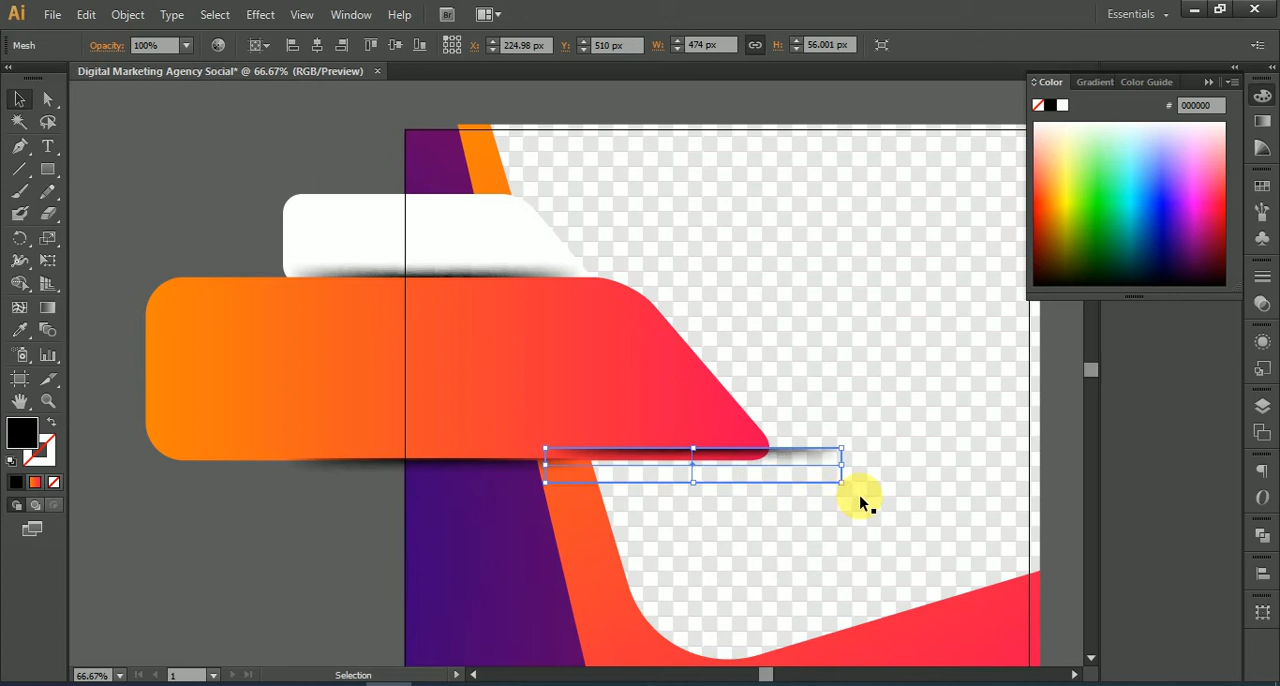 Ai File Edit Object Type Select Effect View Window Help Br Essentials
Mesh Opacity: 100% X: 224.98 px Y: 510 px W: 474 px H: 56.001 px
Digital Marketing Agency Social* @ 66.67% (RGB/Preview) ×
Color Gradient Color Guide
# 000000
T
66.67% 1 Selection